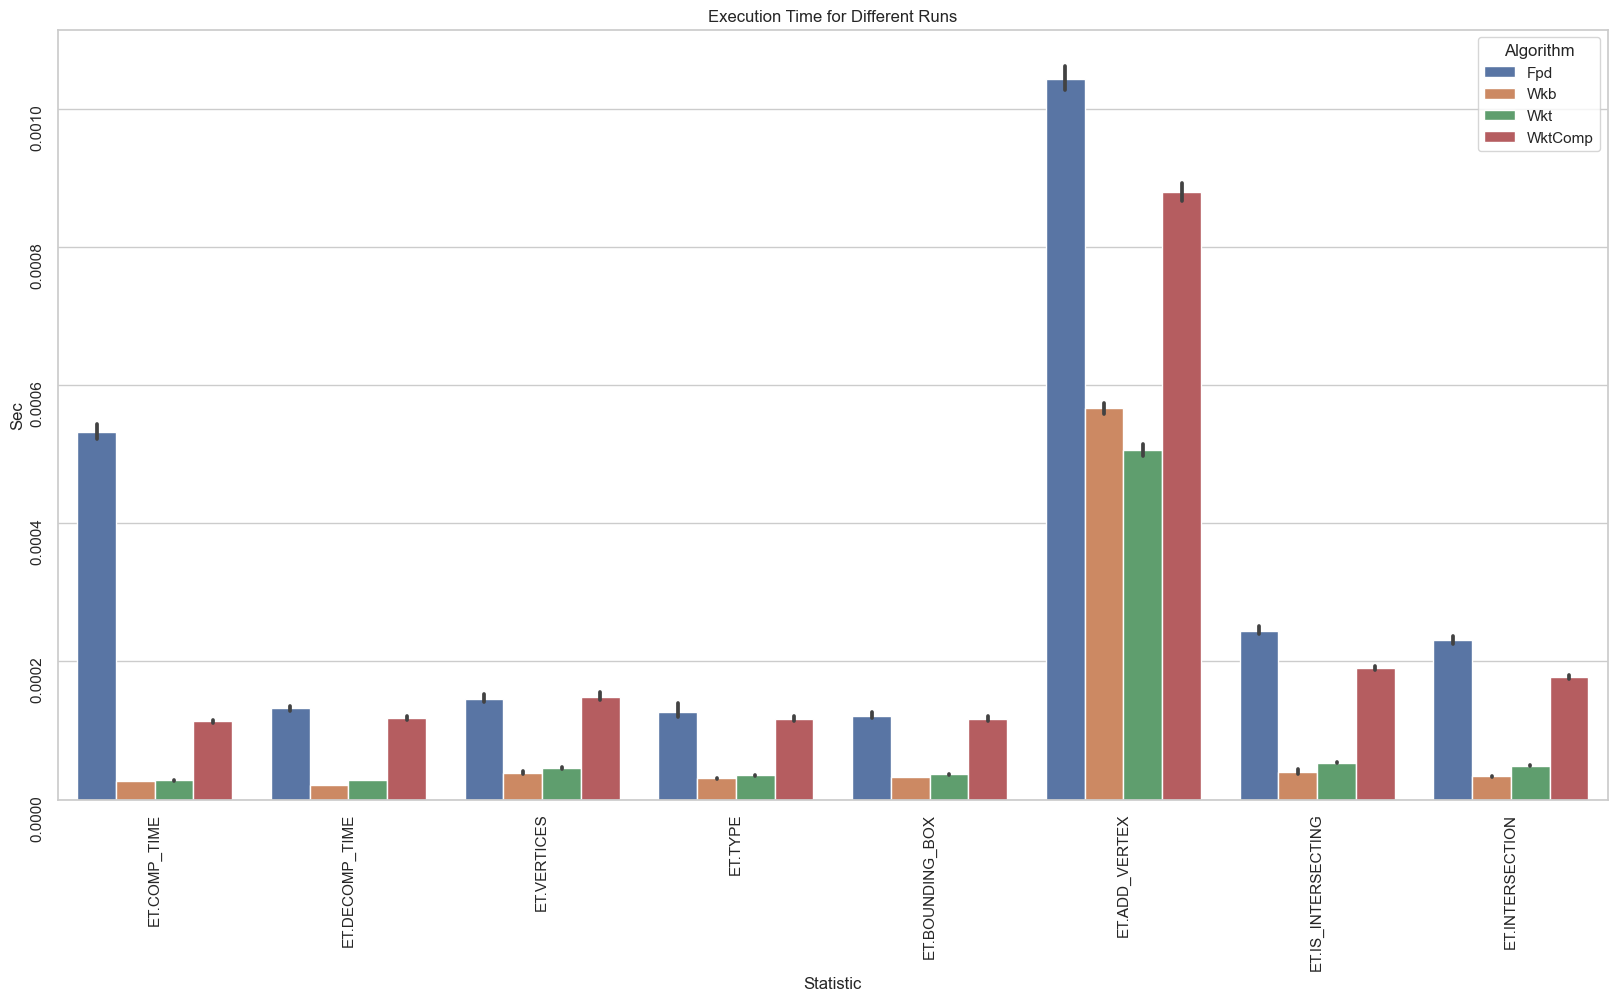 Execution Time for Different Runs
Algorithm
Fpd
Wkb
Wkt
WktComp
Sec
0.0010
0.0008
0.0006
0.0004
0.0002
0.0000
ET.COMP_TIME
ET.DECOMP_TIME
ET.VERTICES
ET.TYPE
ET.BOUNDING_BOX
ET.ADD_VERTEX
ET.IS_INTERSECTING
ET.INTERSECTION
Statistic